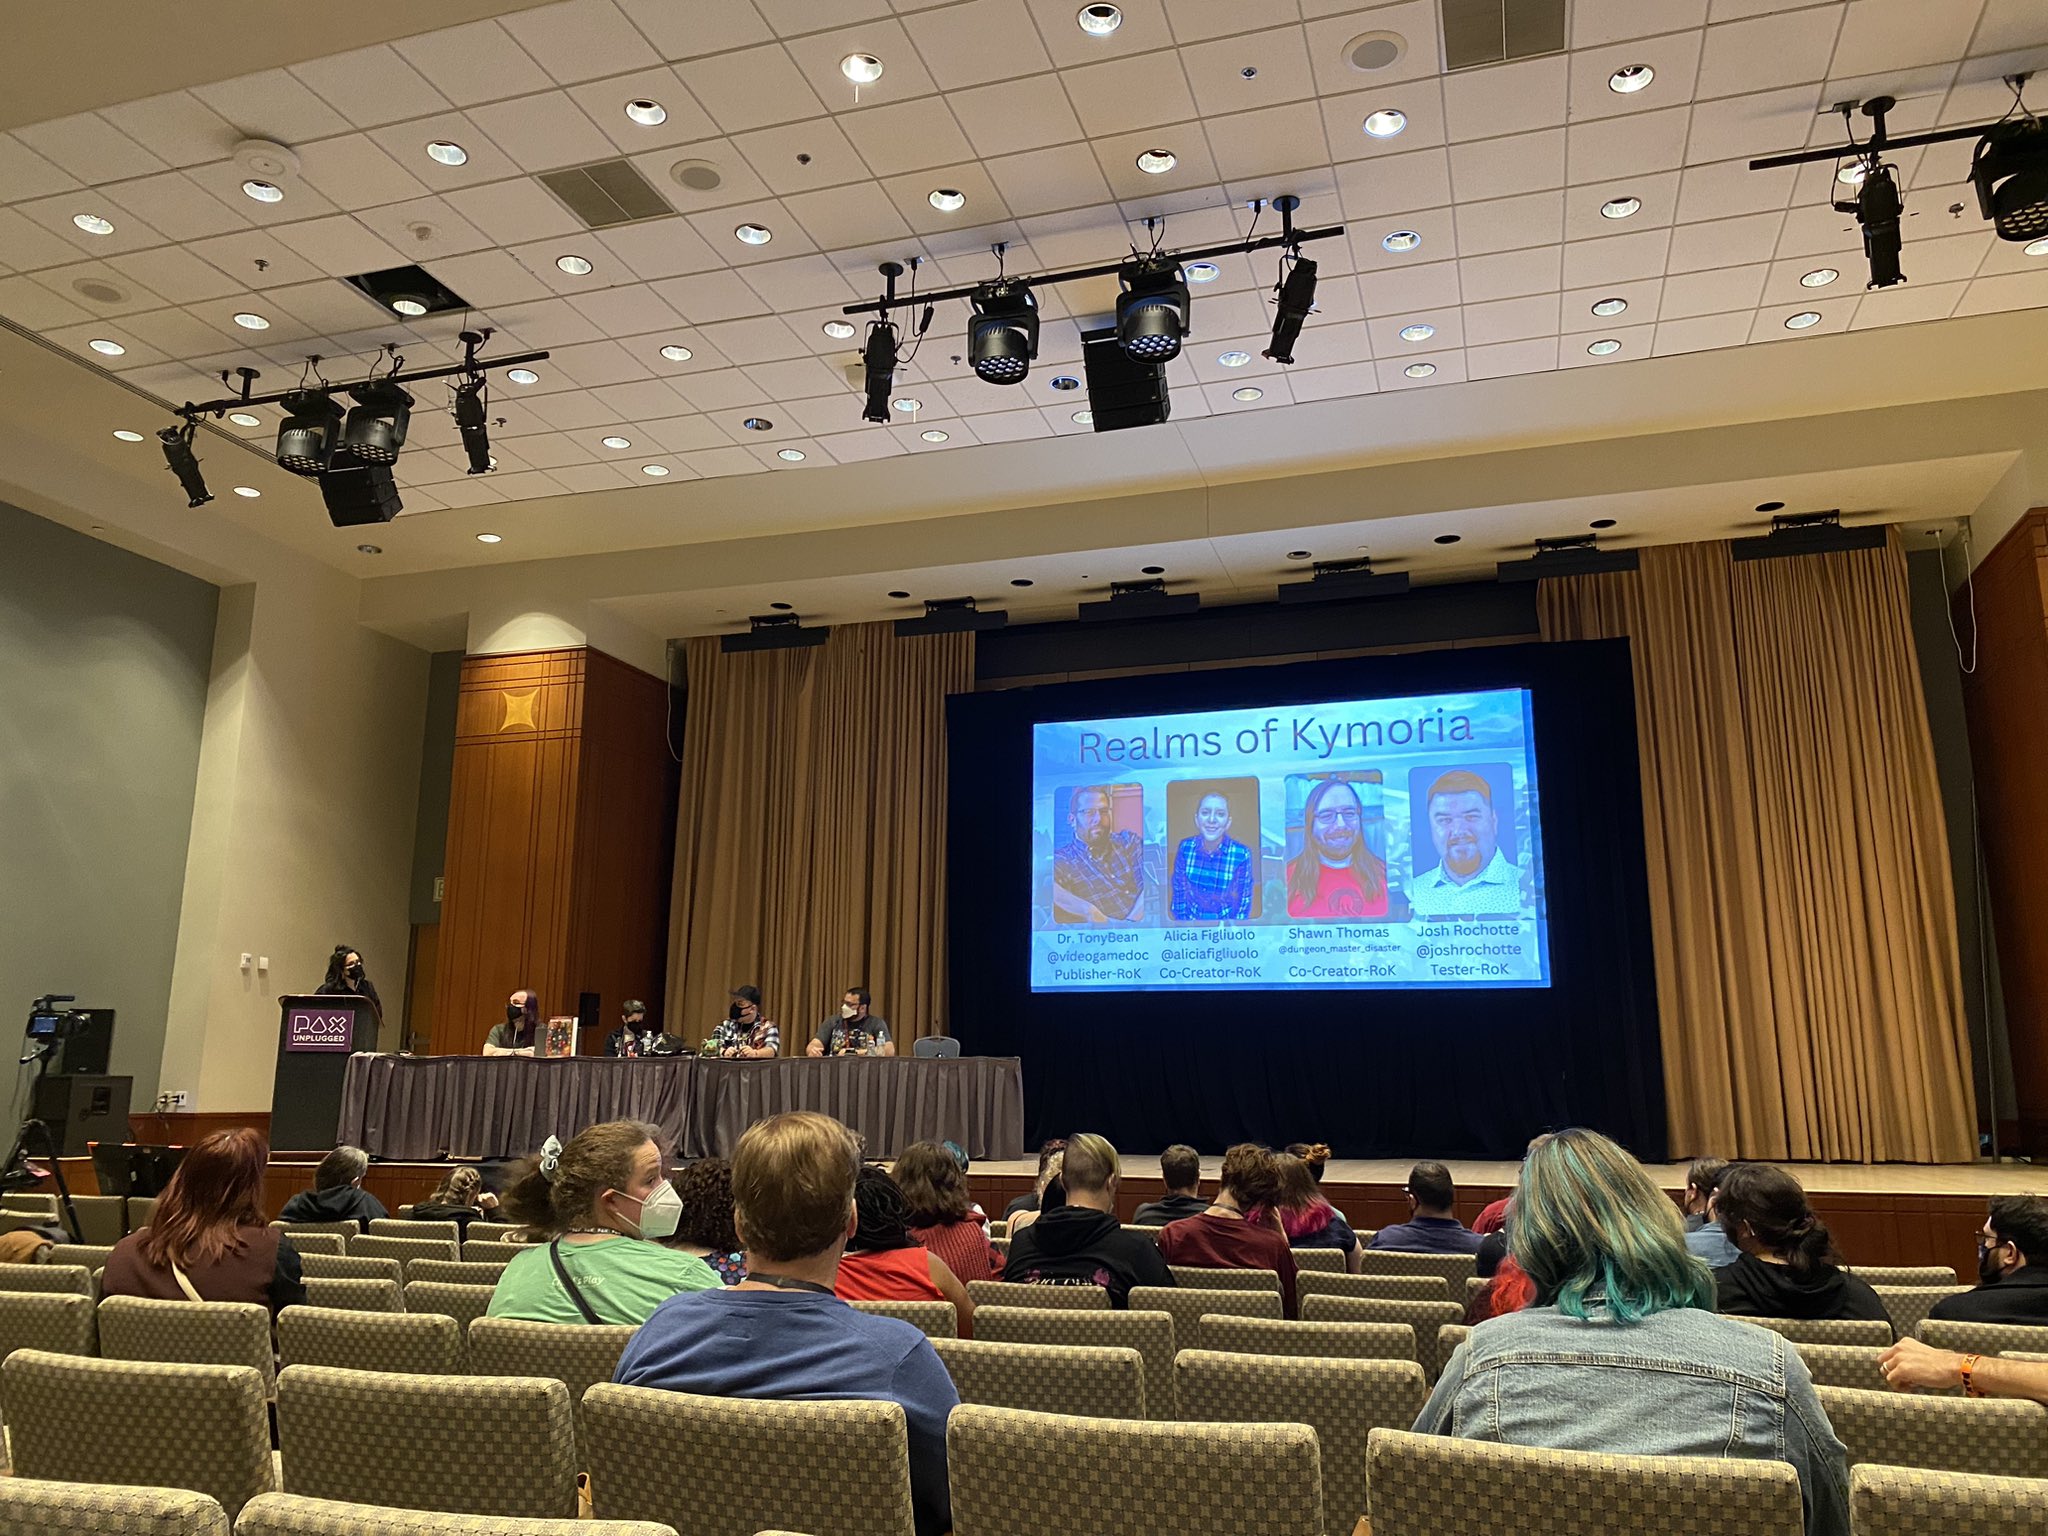 Realms of Kymoria
Dr. TonyBean
@videogamedoc
Publisher-RoK
Alicia Figliuolo
@aliciafigliuolo
Co-Creator-RoK
Shawn Thomas
@dungeon_master_disaster
Co-Creator-RoK
Josh Rochotte
@joshrochotte
Tester-RoK
PAX
UNPLUGGED